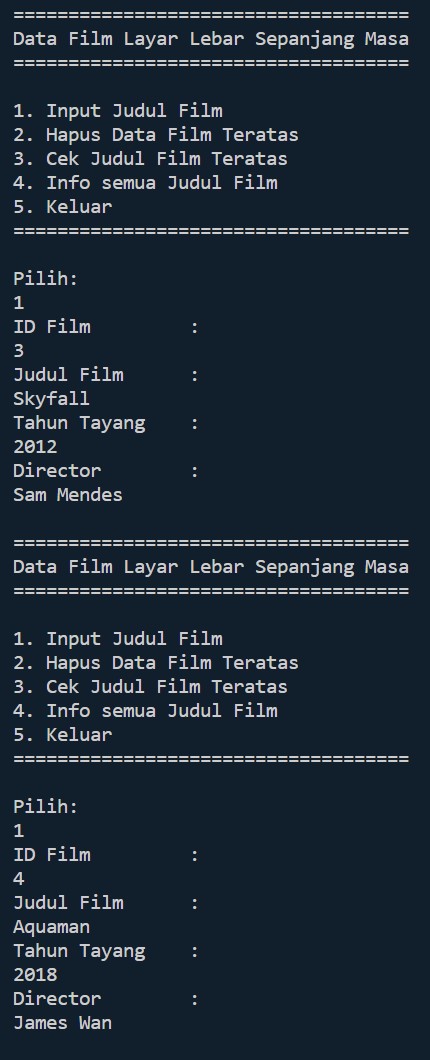 ====================================
Data Film Layar Lebar Sepanjang Masa
====================================
1. Input Judul Film
2. Hapus Data Film Teratas
3. Cek Judul Film Teratas
4. Info semua Judul Film
5. Keluar
====================================
Pilih:
1
ID Film         :
3
Judul Film      :
Skyfall
Tahun Tayang    :
2012
Director        :
Sam Mendes
====================================
Data Film Layar Lebar Sepanjang Masa
====================================
1. Input Judul Film
2. Hapus Data Film Teratas
3. Cek Judul Film Teratas
4. Info semua Judul Film
5. Keluar
====================================
Pilih:
1
ID Film         :
4
Judul Film      :
Aquaman
Tahun Tayang    :
2018
Director        :
James Wan